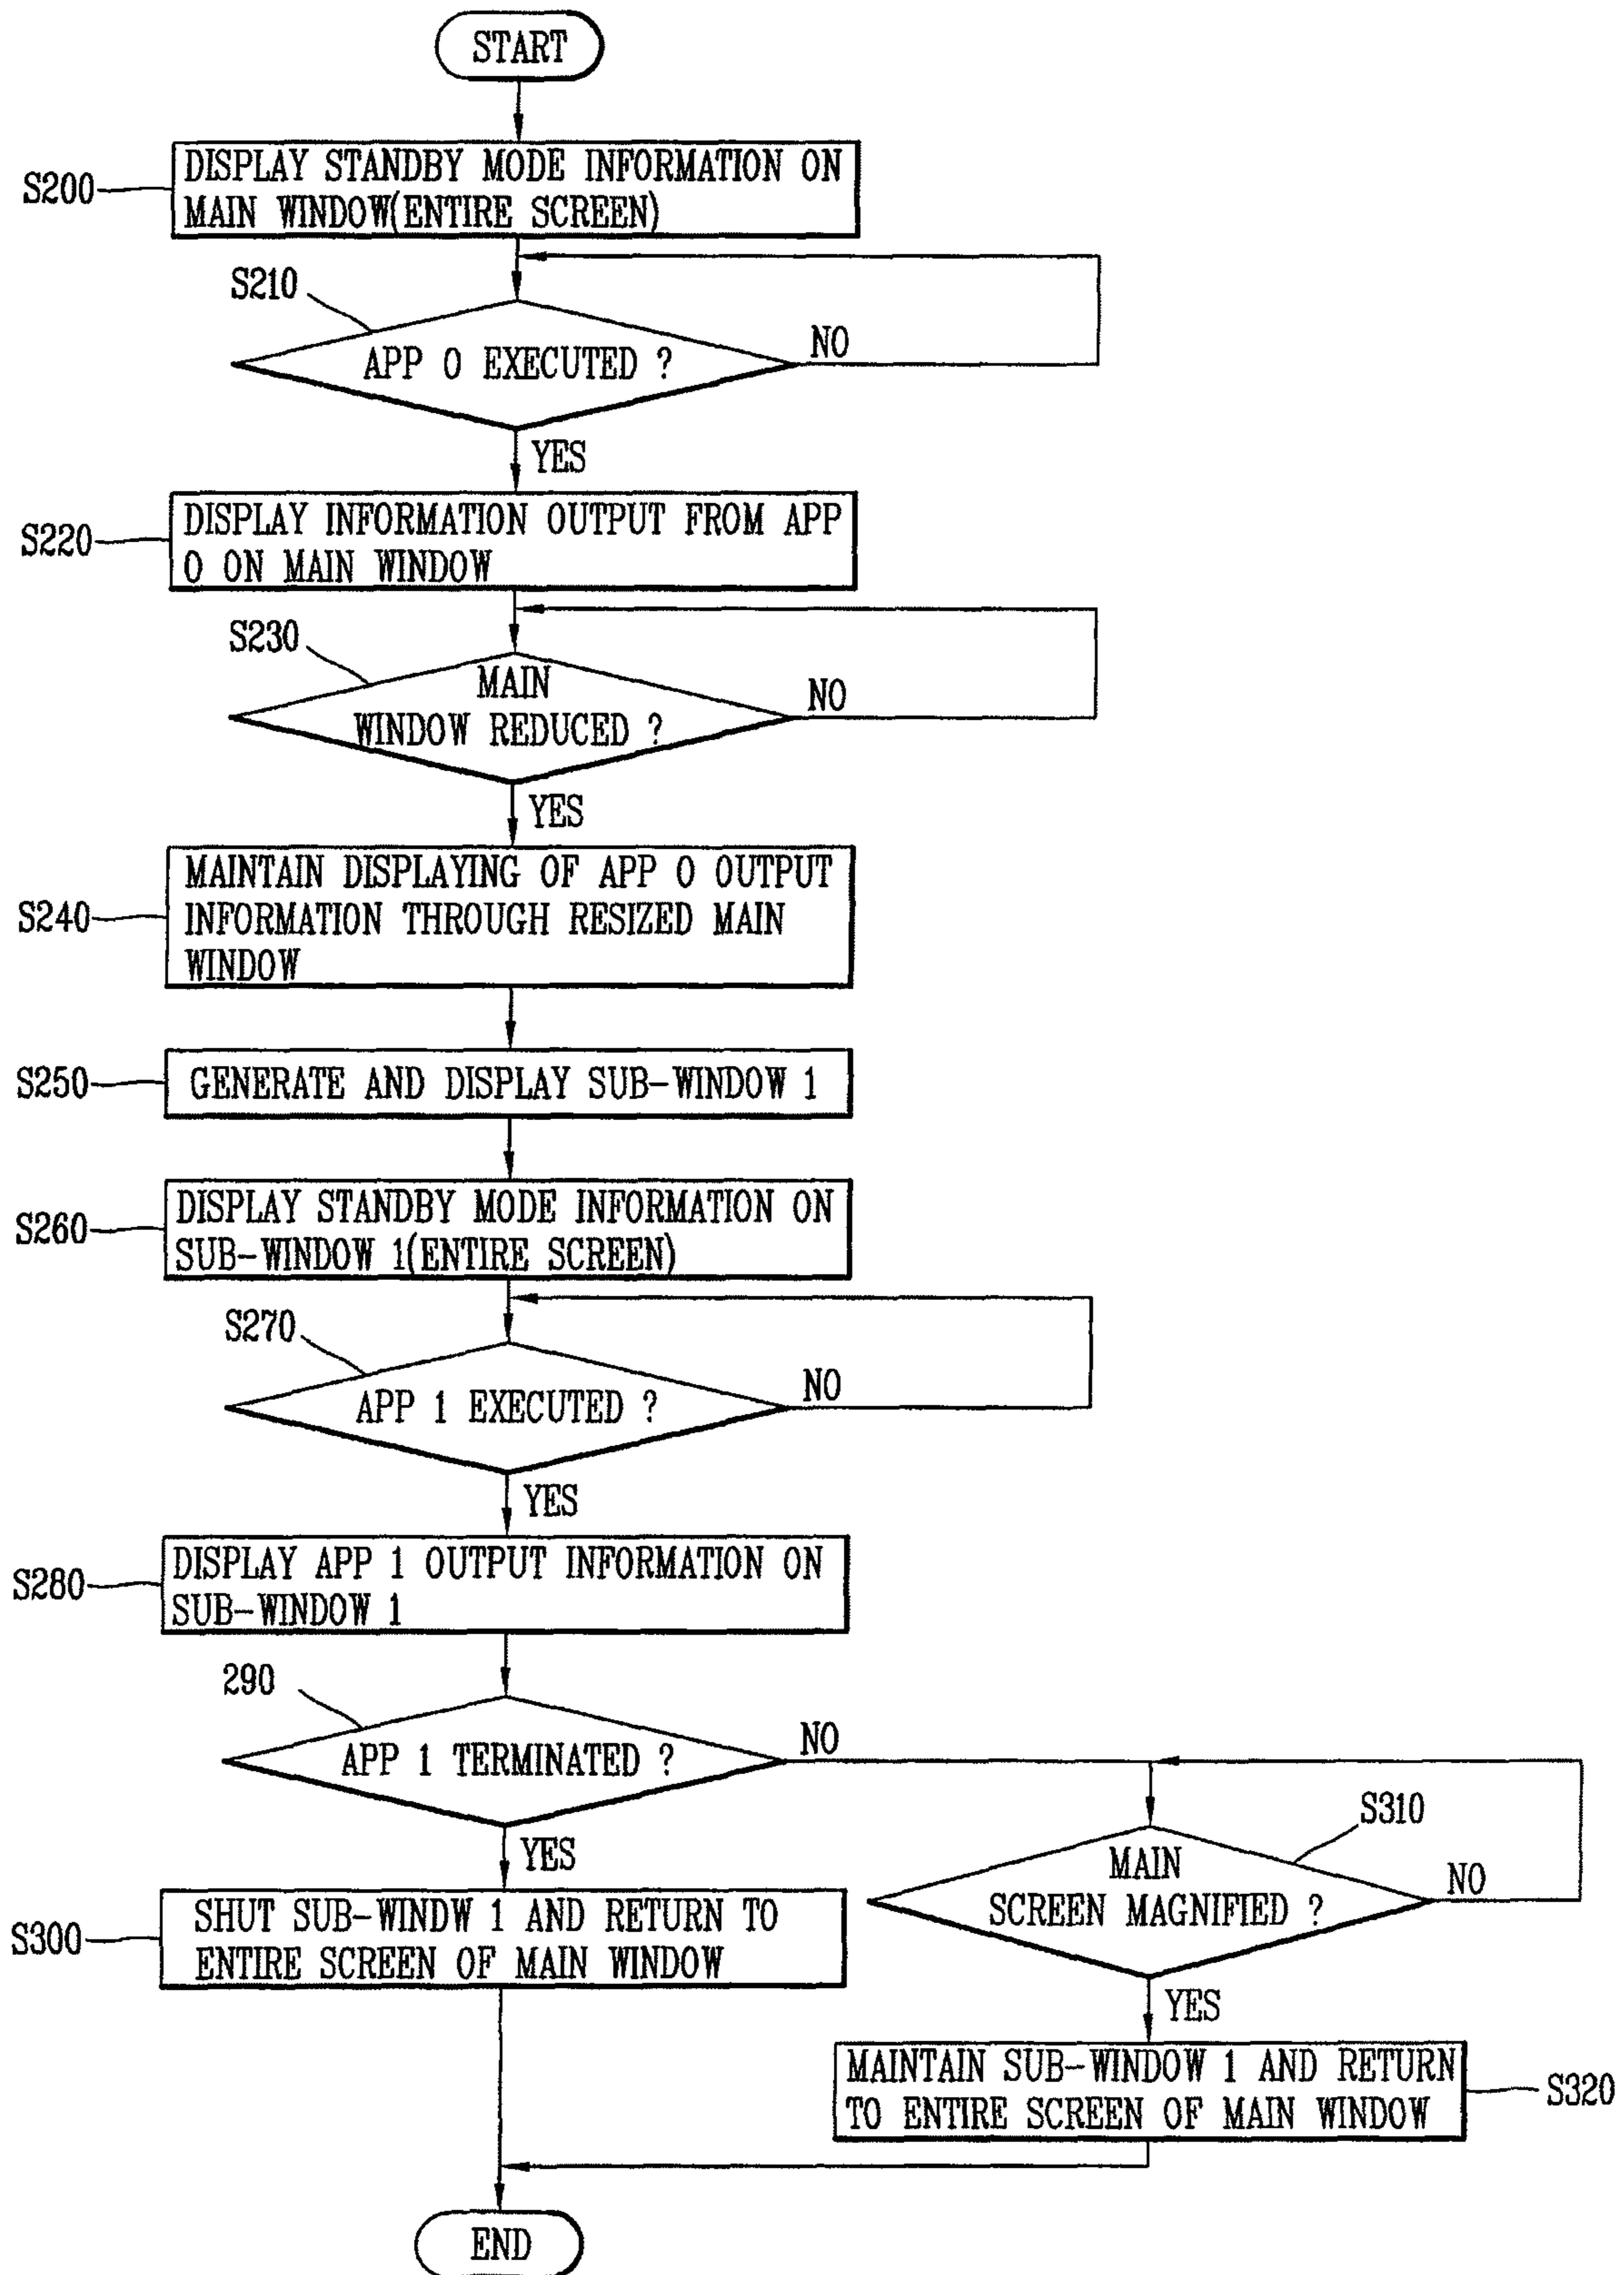 START
S200
DISPLAY STANDBY MODE INFORMATION ON
MAIN WINDOW(ENTIRE SCREEN)
S210
APP 0 EXECUTED ?
NO
YES
S220
DISPLAY INFORMATION OUTPUT FROM APP
0 ON MAIN WINDOW
S230
MAIN
WINDOW REDUCED ?
NO
YES
S240
MAINTAIN DISPLAYING OF APP 0 OUTPUT
INFORMATION THROUGH RESIZED MAIN
WINDOW
S250
GENERATE AND DISPLAY SUB-WINDOW 1
S260
DISPLAY STANDBY MODE INFORMATION ON
SUB-WINDOW 1(ENTIRE SCREEN)
S270
APP 1 EXECUTED ?
NO
YES
S280
DISPLAY APP 1 OUTPUT INFORMATION ON
SUB-WINDOW 1
290
APP 1 TERMINATED ?
NO
YES
S300
SHUT SUB-WINDW 1 AND RETURN TO
ENTIRE SCREEN OF MAIN WINDOW
S310
MAIN
SCREEN MAGNIFIED ?
NO
YES
MAINTAIN SUB-WINDOW 1 AND RETURN
TO ENTIRE SCREEN OF MAIN WINDOW
S320
END